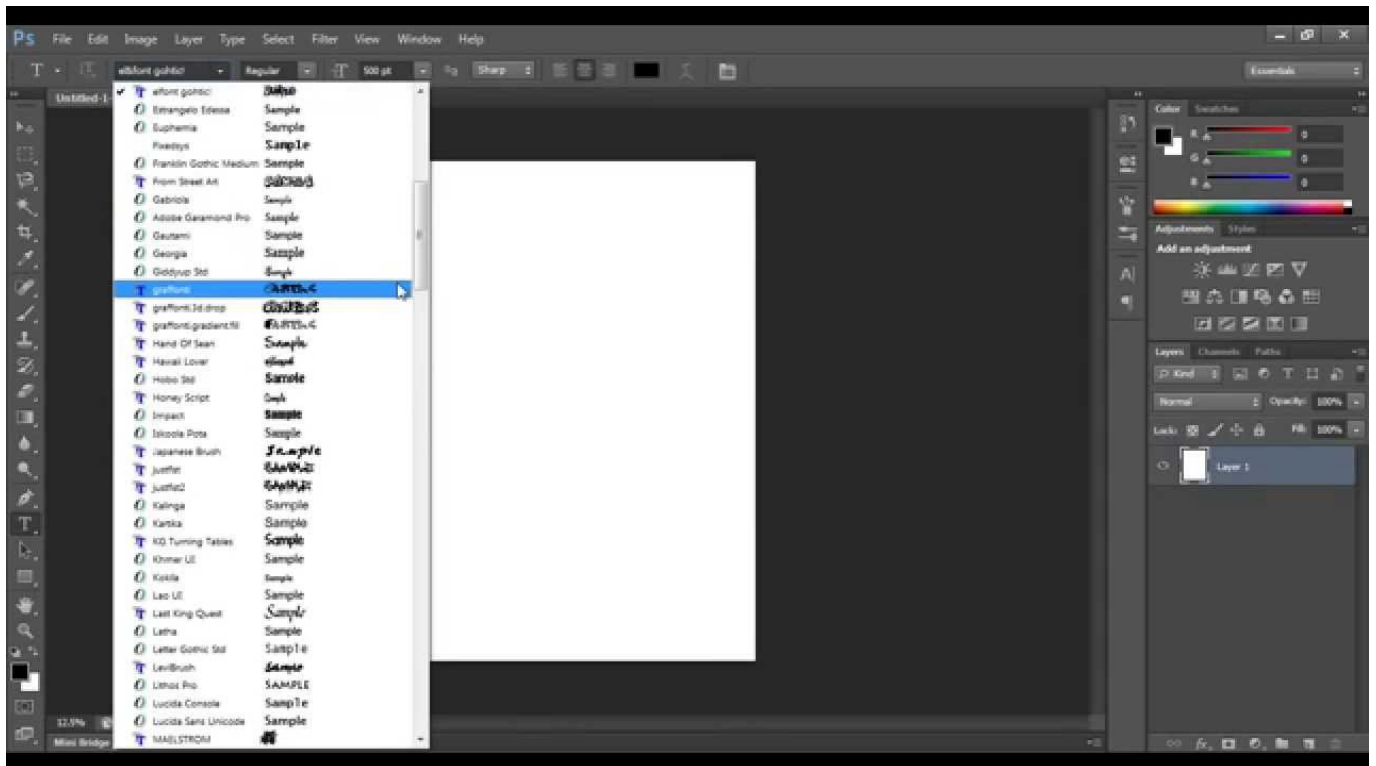 Ps File Edit Image Layer Type Select Filter View Window Help
T Regular 500 pt Sharp Essentials
Untitled-1
elfont gohtic!
Estrangelo Edessa Sample
Euphemia Sample
Fixedsys Sample
Franklin Gothic Medium Sample
From Street Art
Gabriola Sample
Adobe Garamond Pro Sample
Gautami Sample
Georgia Sample
Giddyup Std Sample
graffonti
graffonti.3d.drop
graffonti.gradient.fill
Hand Of Sean Sample
Hawaii Lover
Hobo Std Sample
Honey Script Sample
Impact Sample
Iskoola Pota Sample
Japanese Brush Sample
justfist
justfist2
Kalinga Sample
Kartika Sample
KG Turning Tables Sample
Khmer UI Sample
Kokila Sample
Lao UI Sample
Last King Quest Sample
Latha Sample
Letter Gothic Std Sample
LeviBrush Sample
Lithos Pro SAMPLE
Lucida Console Sample
Lucida Sans Unicode Sample
MAELSTROM
12.5%
Mini Bridge
Color Swatches
R 0
G 0
B 0
Adjustments Styles
Add an adjustment
Layers Channels Paths
Kind
Normal Opacity: 100%
Lock: Fill: 100%
Layer 1
fx